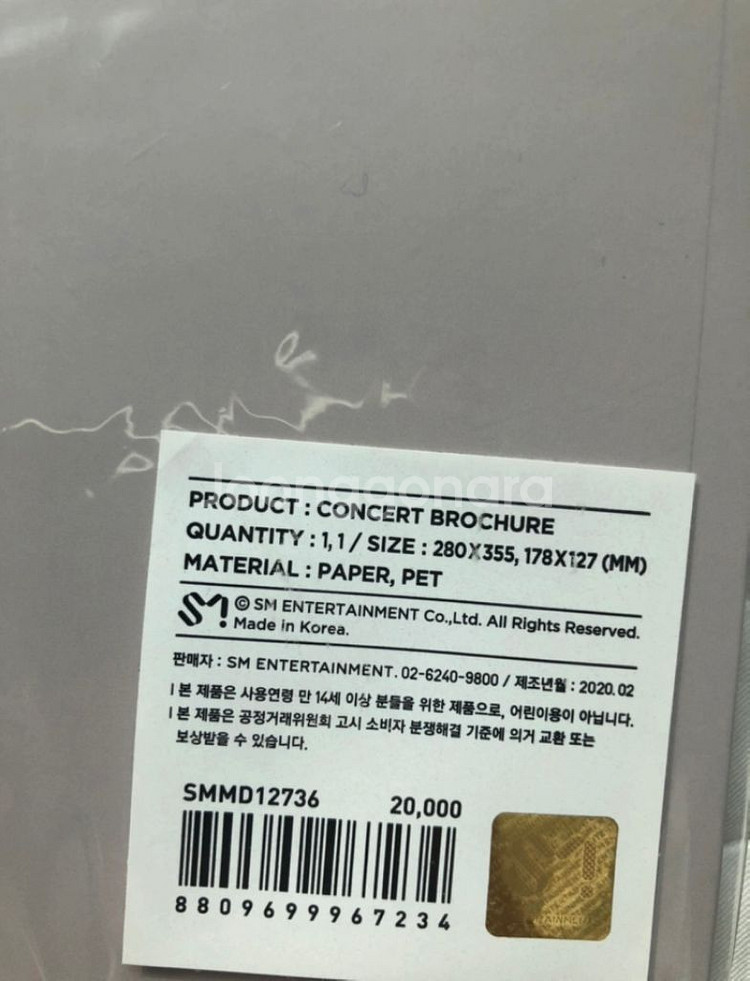 PRODUCT : CONCERT BROCHURE
QUANTITY : 1, 1 / SIZE : 280X355, 178X127 (MM)
MATERIAL : PAPER, PET
SM! © SM ENTERTAINMENT Co.,Ltd. All Rights Reserved.
Made in Korea.
판매자 : SM ENTERTAINMENT. 02-6240-9800 / 제조년월 : 2020.02
| 본 제품은 사용연령 만 14세 이상 분들을 위한 제품으로, 어린이용이 아닙니다.
| 본 제품은 공정거래위원회 고시 소비자 분쟁해결 기준에 의거 교환 또는
보상받을 수 있습니다.
SMMD12736 20,000
8809699967234